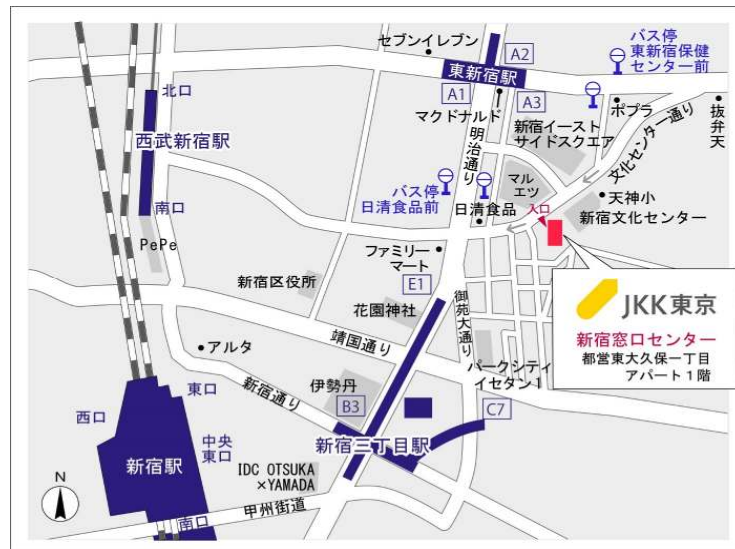 セブンイレブン
A2
バス停
東新宿保健
センター前
東新宿駅
北口
A1
A3
マクドナルド
ポプラ
抜弁天
西武新宿駅
明治通り
新宿イースト
サイドスクエア
文化センター通り
マル
エツ
バス停
日清食品前
天神小
南口
日清食品
入口
新宿文化センター
PePe
ファミリー
マート
新宿区役所
E1
花園神社
御苑大通り
JKK東京
新宿窓口センター
都営東大久保一丁目
アパート1階
靖国通り
アルタ
パークシティ
イセタン1
新宿通り
伊勢丹
東口
B3
C7
西口
中央
東口
新宿三丁目駅
新宿駅
IDC OTSUKA
×YAMADA
N
甲州街道
南口